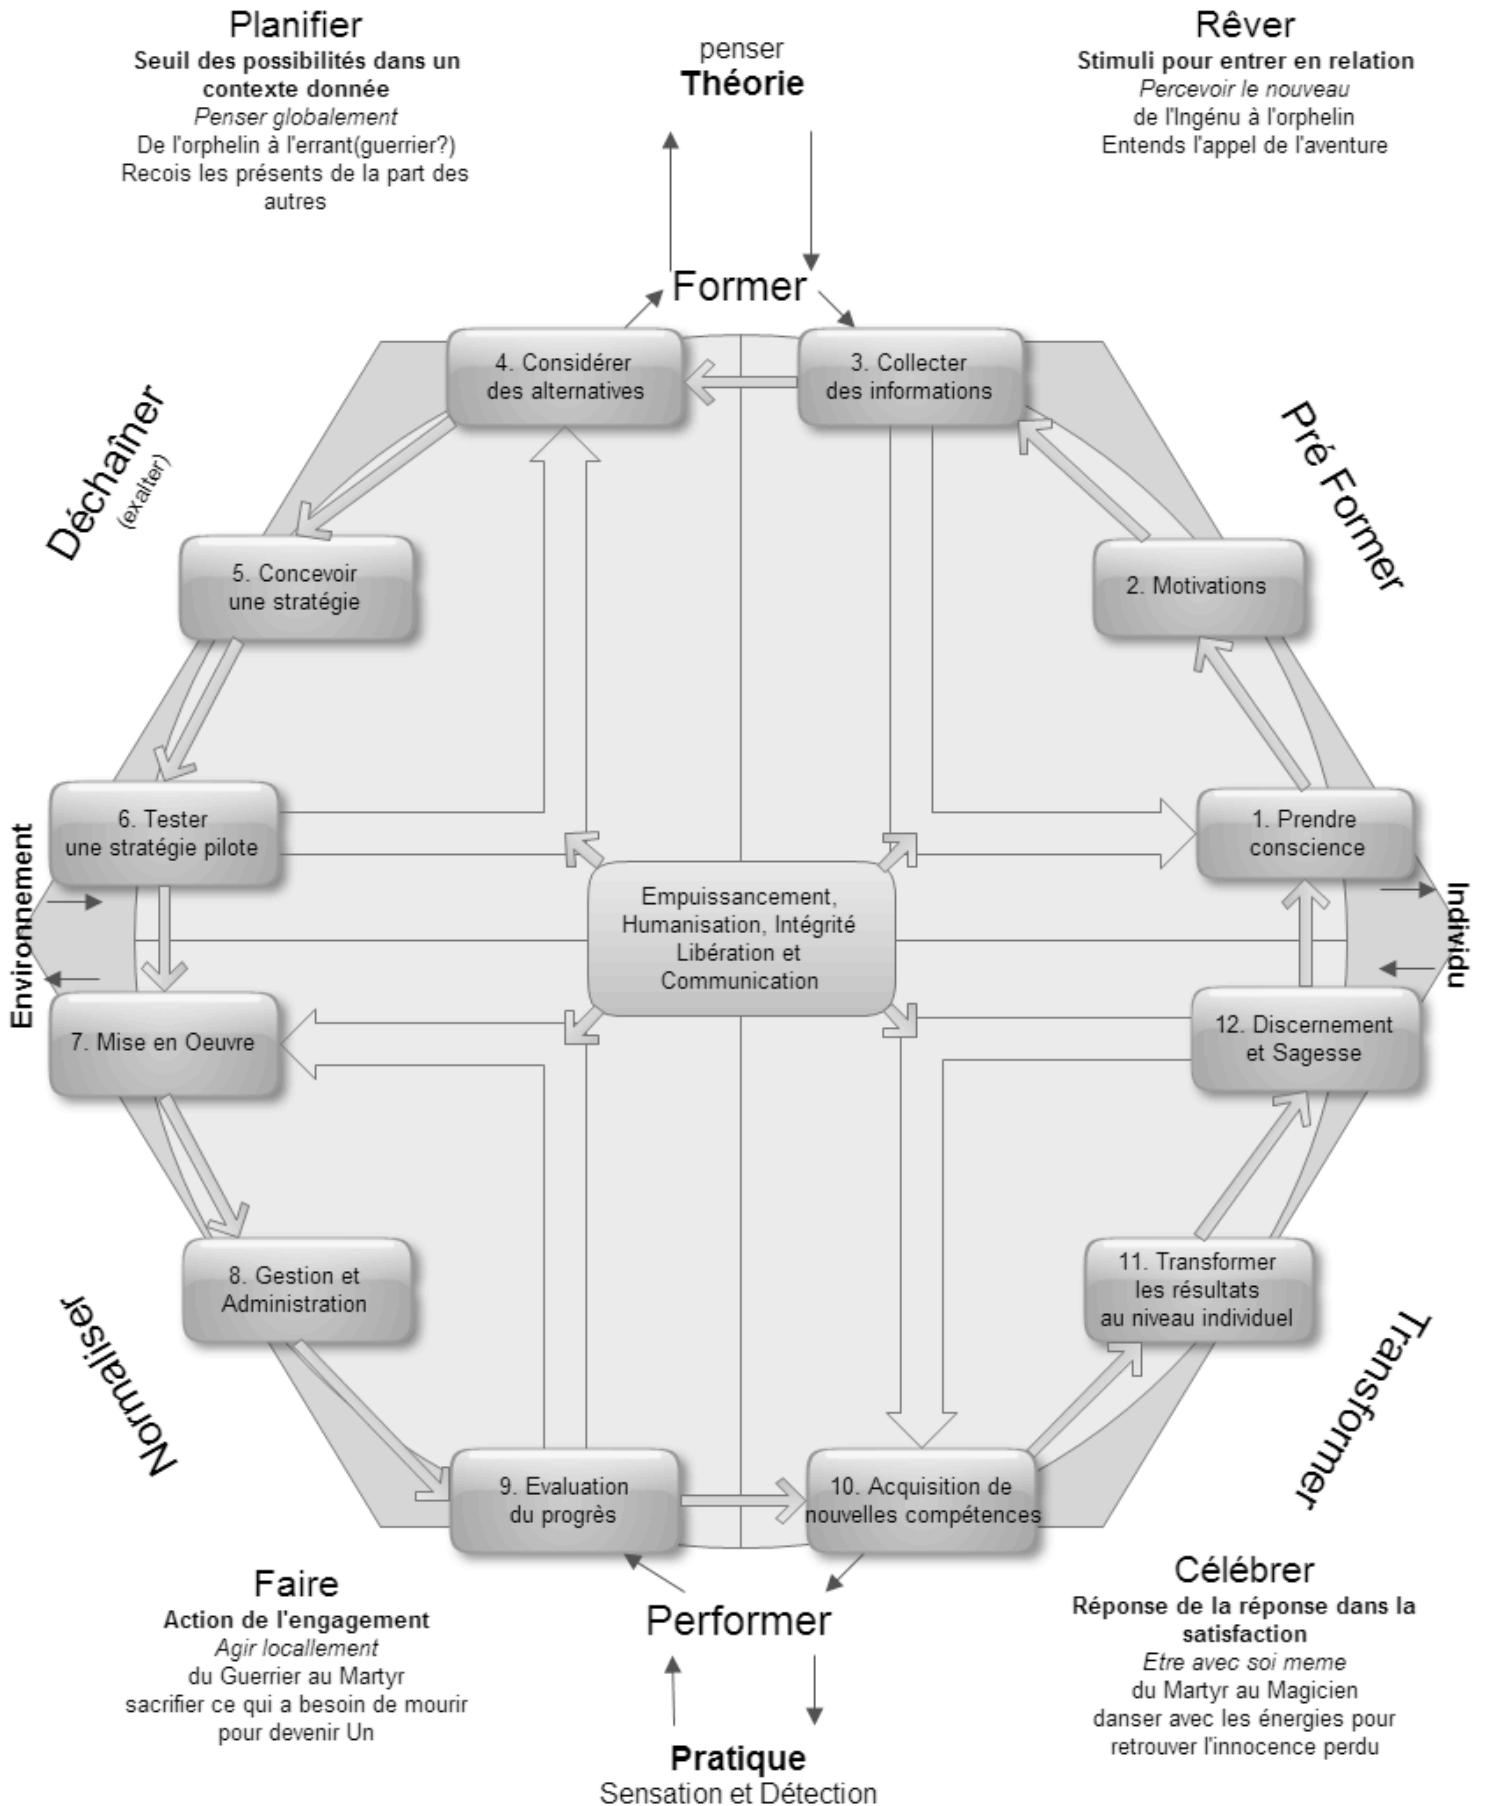 Planifier
Seuil des possibilités dans un
contexte donnée
Penser globalement
De l'orphelin à l'errant(guerrier?)
Recois les présents de la part des
autres
penser
Théorie
Rêver
Stimuli pour entrer en relation
Percevoir le nouveau
de l'Ingénu à l'orphelin
Entends l'appel de l'aventure
Former
4. Considérer
des alternatives
3. Collecter
des informations
Déchaîner
(exalter)
Pré Former
5. Concevoir
une stratégie
2. Motivations
6. Tester
une stratégie pilote
1. Prendre
conscience
Environnement
Empuissancement,
Humanisation, Intégrité
Libération et
Communication
Individu
7. Mise en Oeuvre
12. Discernement
et Sagesse
8. Gestion et
Administration
11. Transformer
les résultats
au niveau individuel
Normaliser
Transformer
9. Evaluation
du progrès
10. Acquisition de
nouvelles compétences
Faire
Action de l'engagement
Agir locallement
du Guerrier au Martyr
sacrifier ce qui a besoin de mourir
pour devenir Un
Performer
Pratique
Sensation et Détection
Célébrer
Réponse de la réponse dans la
satisfaction
Etre avec soi meme
du Martyr au Magicien
danser avec les énergies pour
retrouver l'innocence perdu